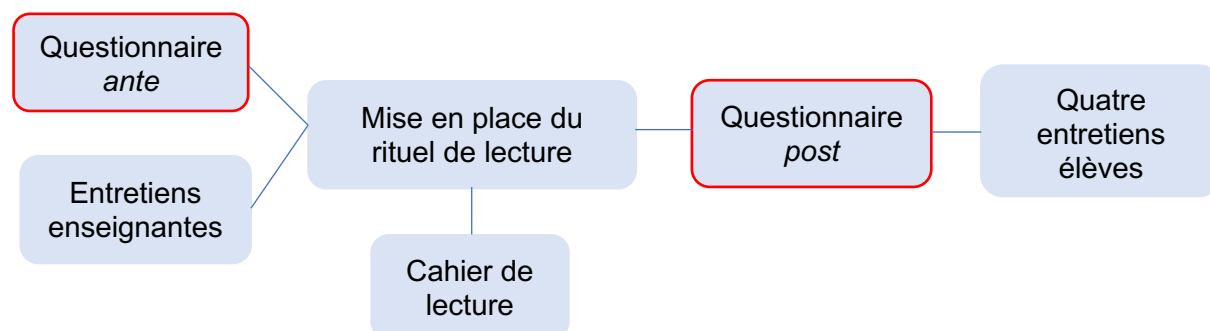 Questionnaire
ante
Entretiens
enseignantes
Mise en place du
rituel de lecture
Cahier de
lecture
Questionnaire
post
Quatre
entretiens
élèves